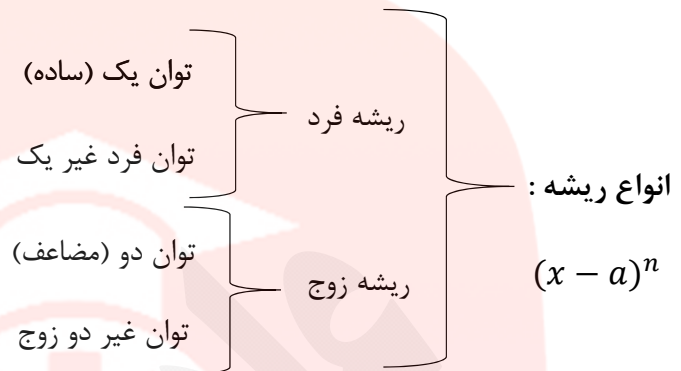 انواع ریشه :
(x − a)ⁿ
ریشه فرد
توان یک (ساده)
توان فرد غیر یک
ریشه زوج
توان دو (مضاعف)
توان غیر دو زوج